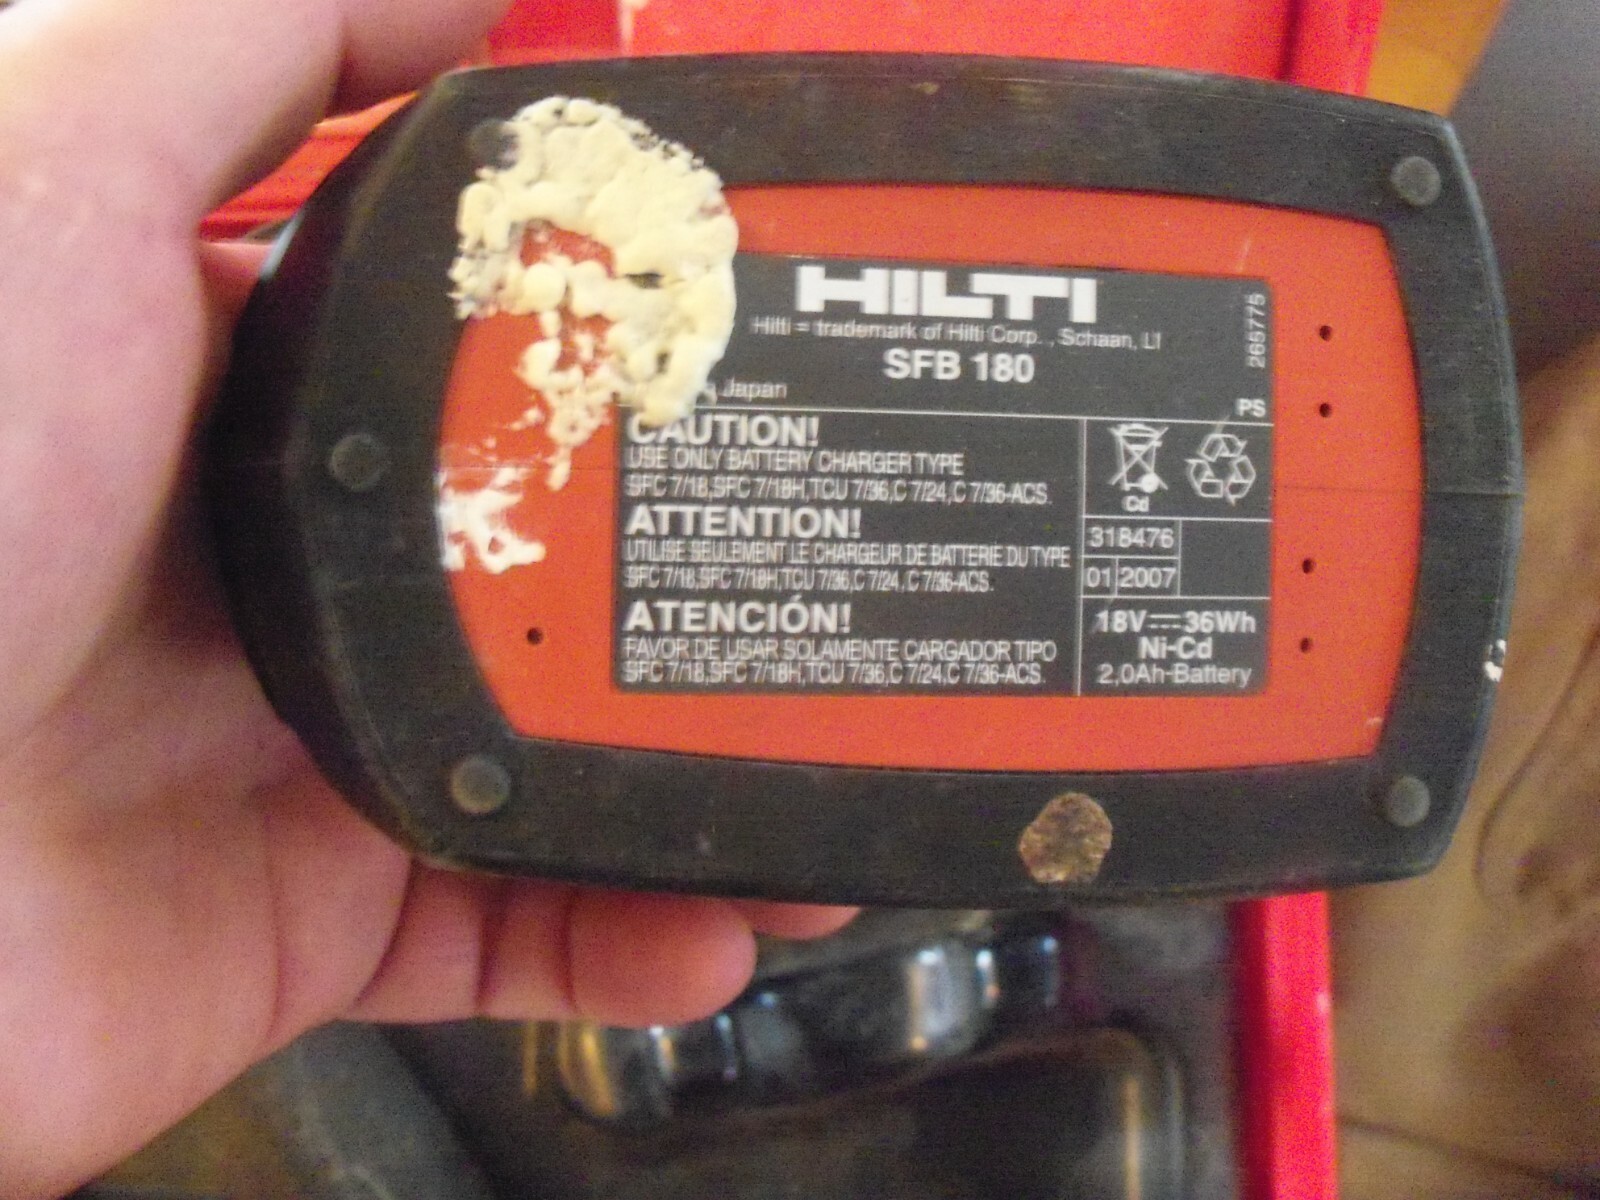 HILTI
Hilti = trademark of Hilti Corp., Schaan, LI
265775
SFB 180
Japan
PS
CAUTION!
USE ONLY BATTERY CHARGER TYPE
SFC 7/18,SFC 7/18H,TCU 7/36,C 7/24,C 7/36-ACS.
ATTENTION!
UTILISE SEULEMENT LE CHARGEUR DE BATTERIE DU TYPE
SFC 7/18,SFC 7/18H,TCU 7/36,C 7/24, C 7/36-ACS.
ATENCIÓN!
FAVOR DE USAR SOLAMENTE CARGADOR TIPO
SFC 7/18,SFC 7/18H,TCU 7/36,C 7/24,C 7/36-ACS.
Cd
318476
01 2007
18V 36Wh
Ni-Cd
2,0Ah-Battery